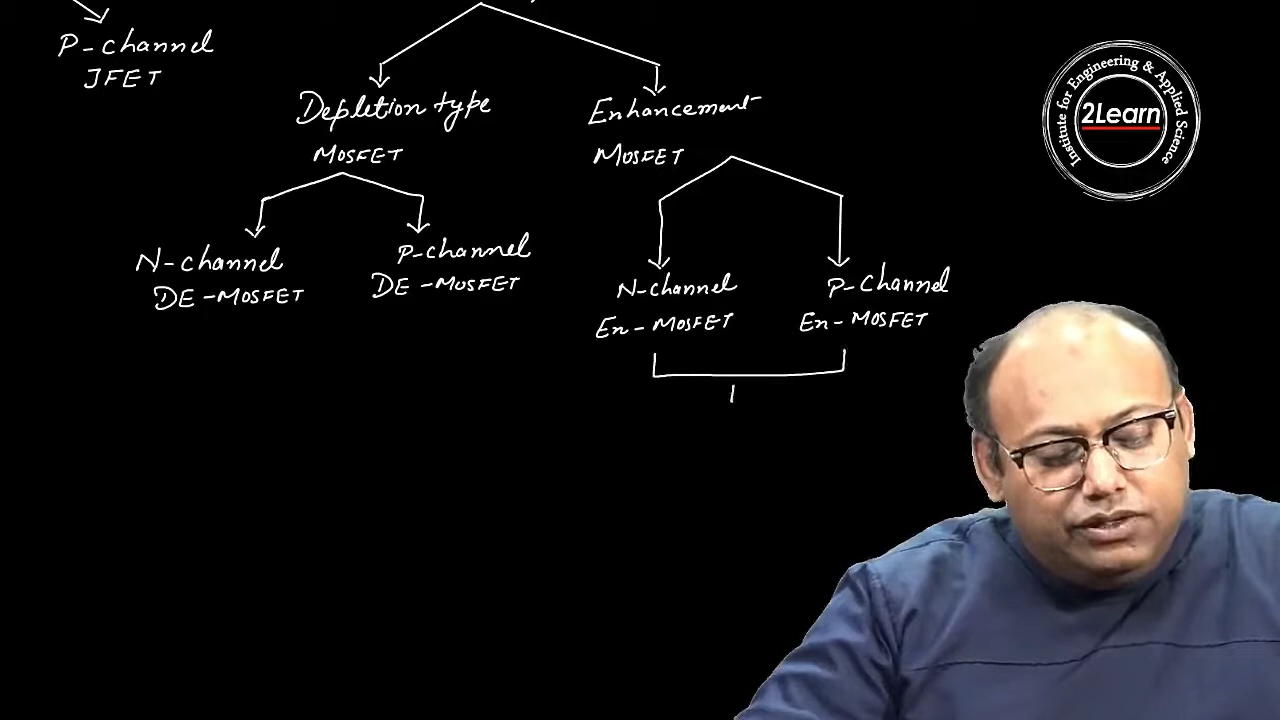 P-channel
JFET
Depletion type
MOSFET
Enhancement
MOSFET
N-channel
DE-MOSFET
P-channel
DE-MOSFET
N-channel
En-MOSFET
P-Channel
En-MOSFET
Institute for Engineering & Applied Science
2Learn